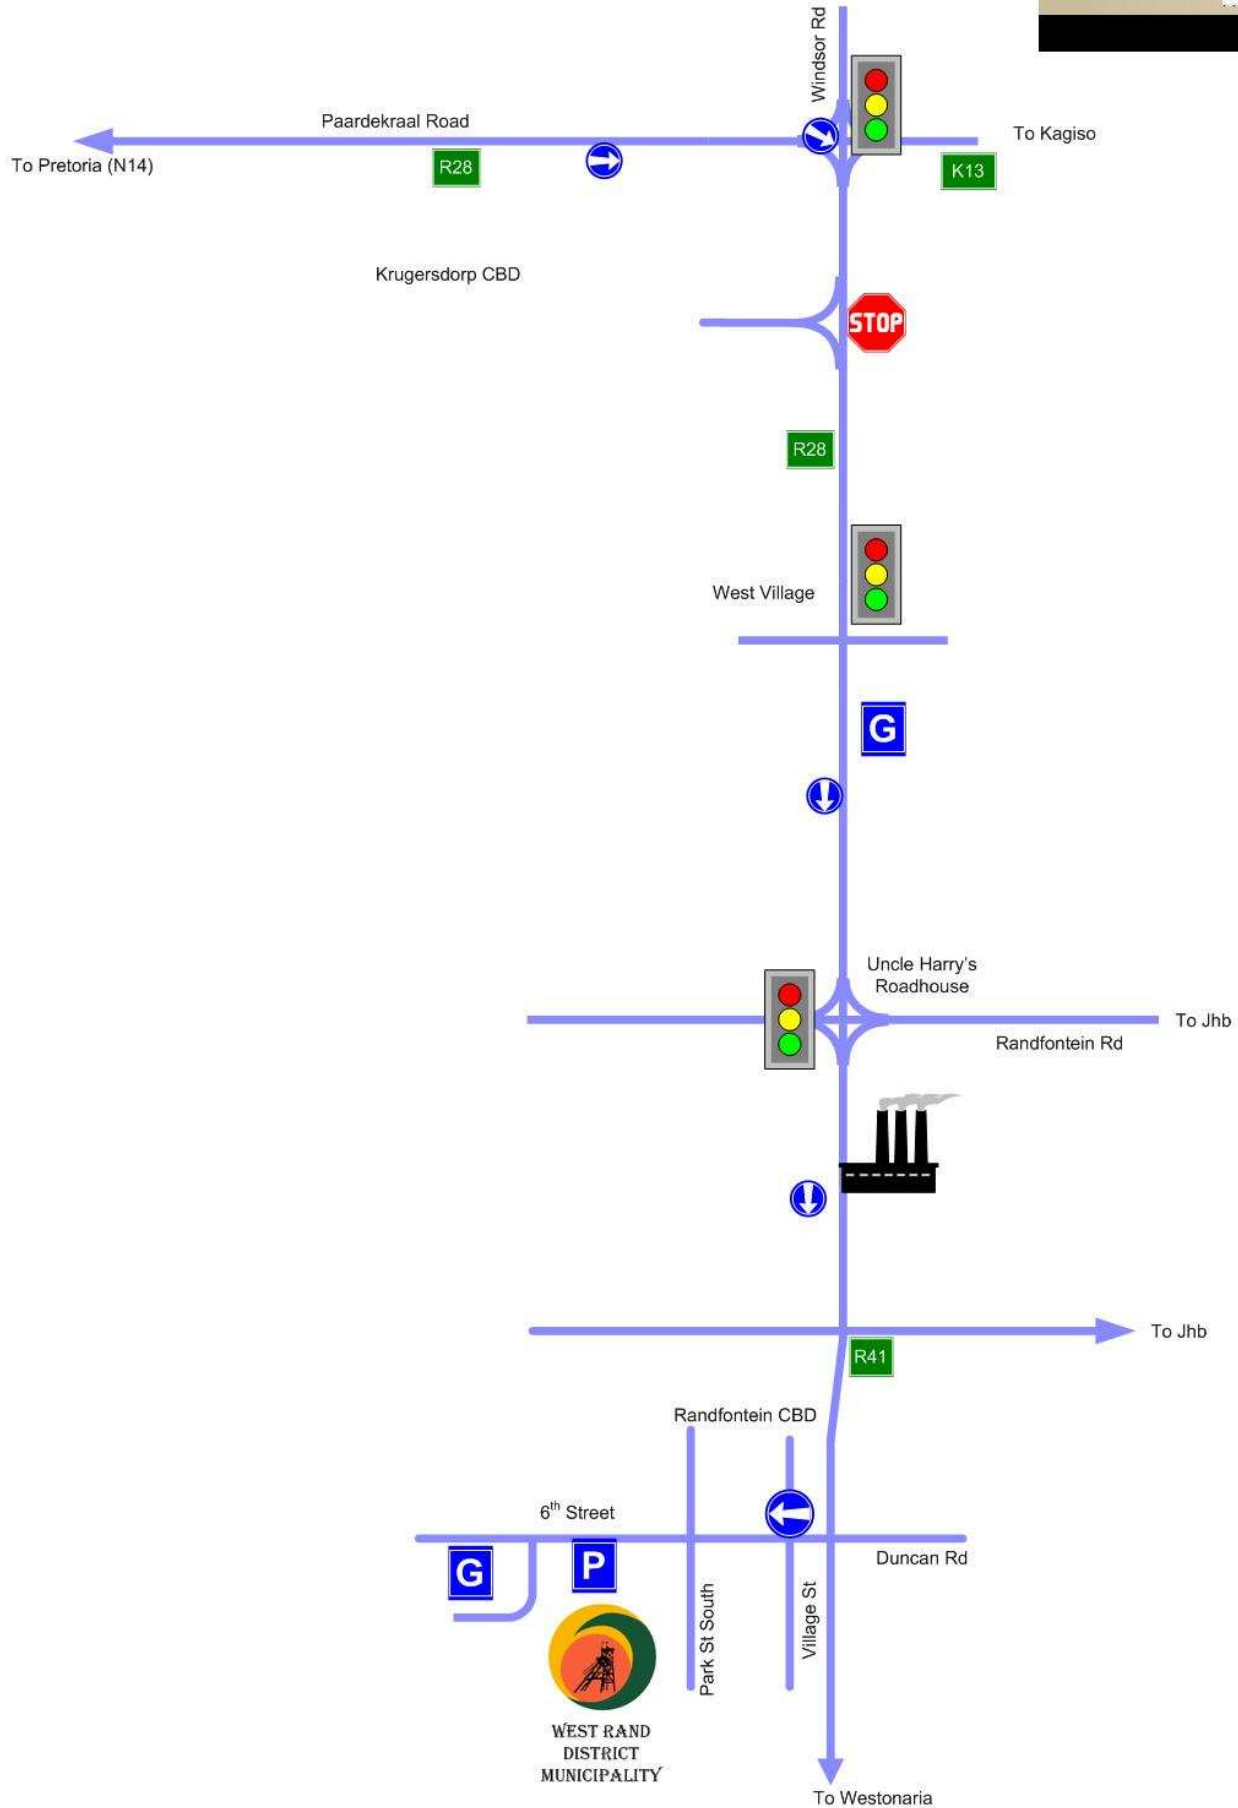 Windsor Rd
Paardekraal Road
To Kagiso
To Pretoria (N14)
R28
K13
Krugersdorp CBD
STOP
R28
West Village
G
Uncle Harry's
Roadhouse
To Jhb
Randfontein Rd
To Jhb
R41
Randfontein CBD
6th Street
Duncan Rd
G
P
Park St South
Village St
WEST RAND
DISTRICT
MUNICIPALITY
To Westonaria